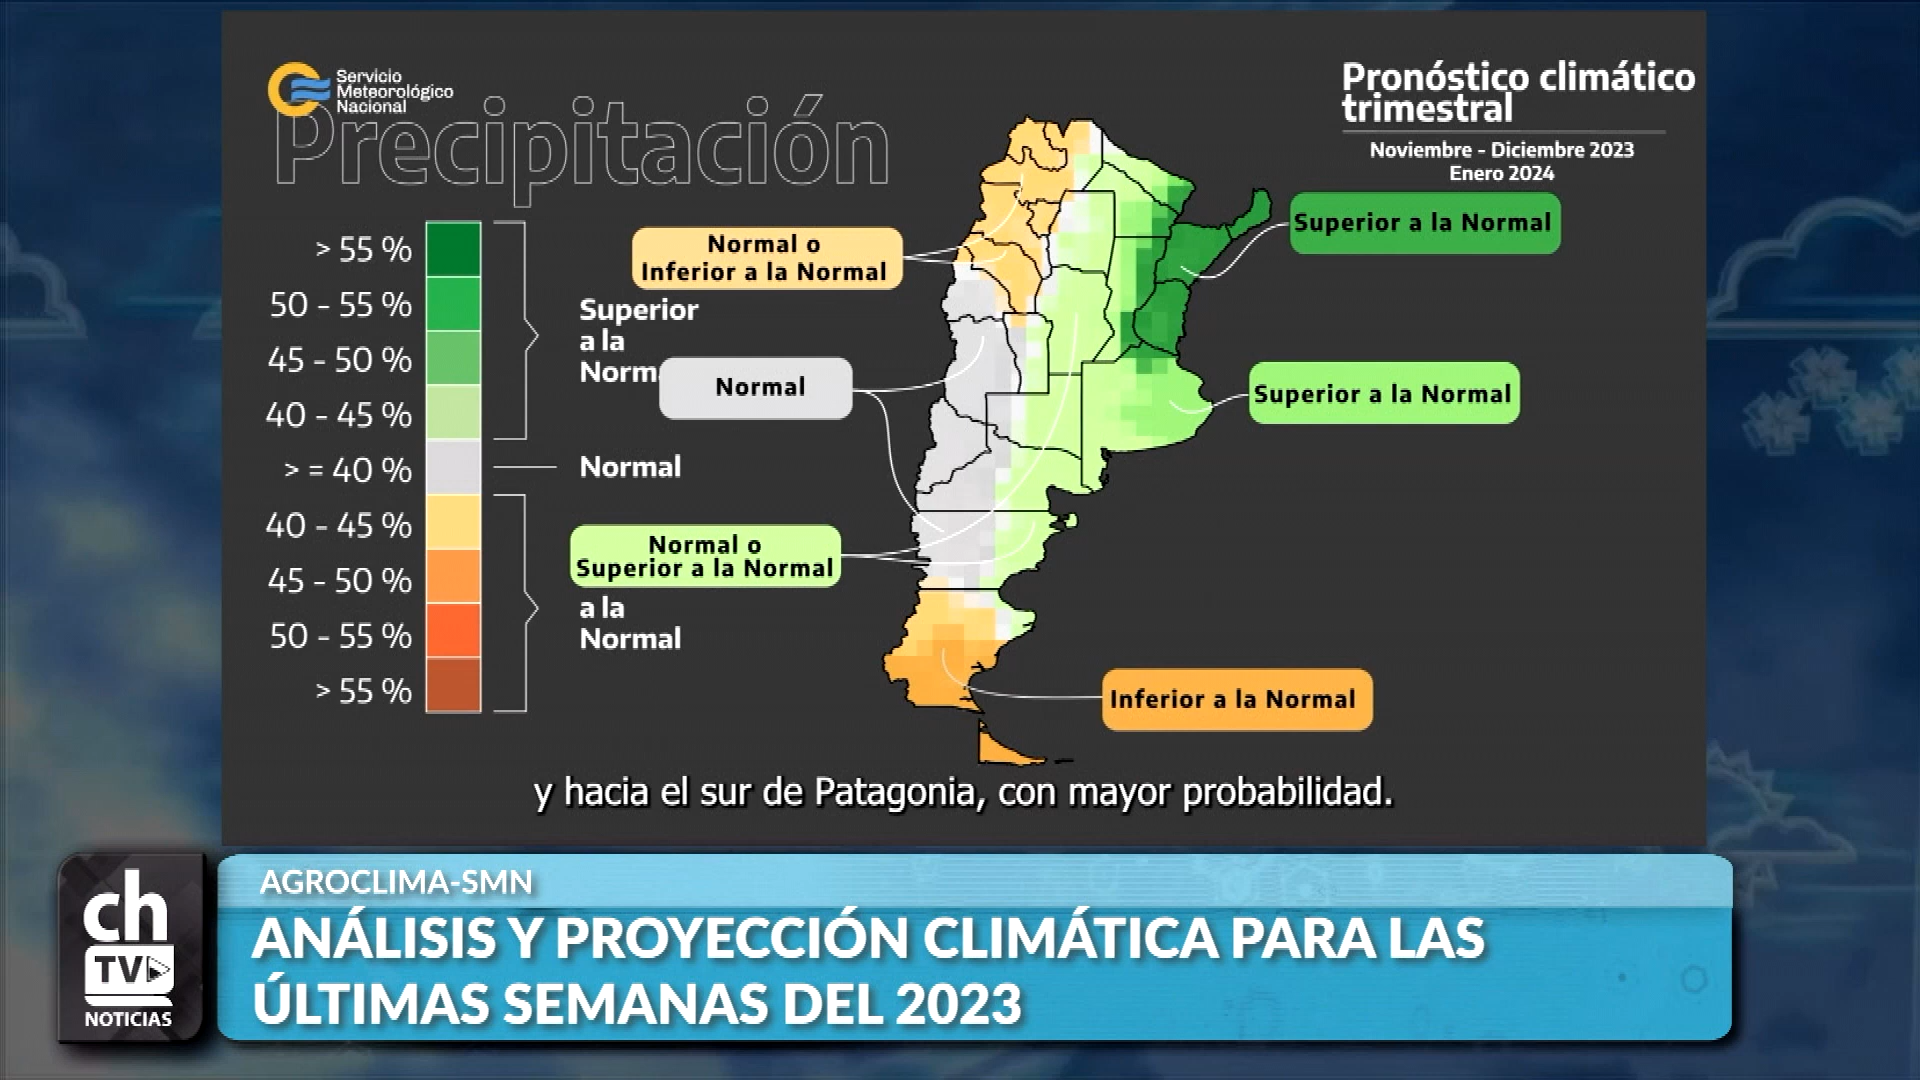 Servicio
Meteorológico
Nacional
Precipitación
Pronóstico climático
trimestral
Noviembre - Diciembre 2023
Enero 2024
> 55 %
50 - 55 %
45 - 50 %
40 - 45 %
> = 40 %
40 - 45 %
45 - 50 %
50 - 55 %
> 55 %
Superior
a la
Norma
Normal
a la
Normal
Normal o
Inferior a la Normal
Normal
Normal o
Superior a la Normal
Superior a la Normal
Superior a la Normal
Inferior a la Normal
y hacia el sur de Patagonia, con mayor probabilidad.
AGROCLIMA-SMN
ANÁLISIS Y PROYECCIÓN CLIMÁTICA PARA LAS
ÚLTIMAS SEMANAS DEL 2023
ch
TV
NOTICIAS